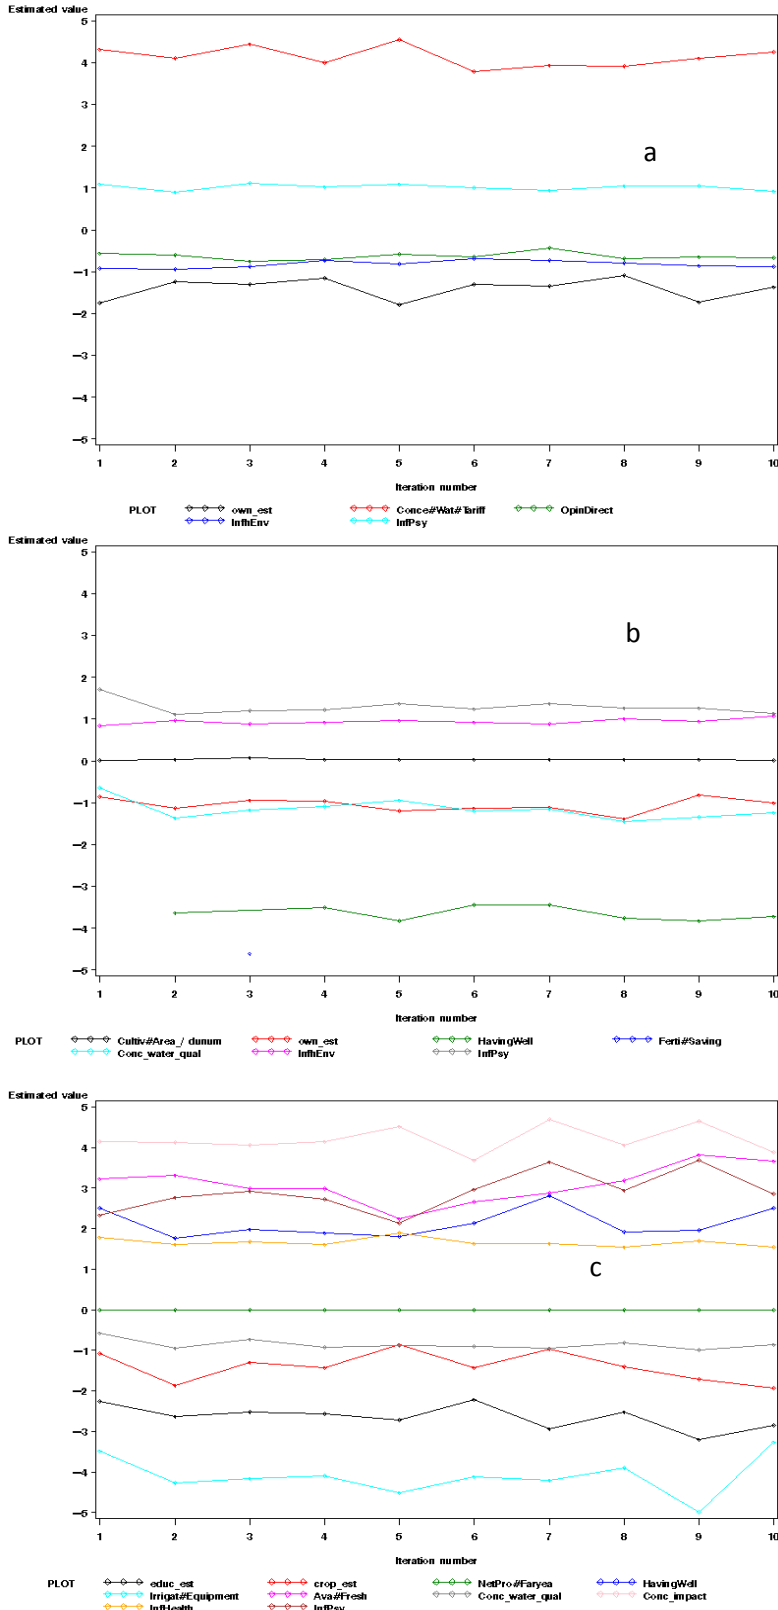 Estimated value
5
4
3
2
1
0
−1
−2
−3
−4
−5
a
1 2 3 4 5 6 7 8 9 10
Iteration number
PLOT own_est Conce#Wat#Tariff OpinDirect
InfhEnv InfPsy
Estimated value
5
4
3
2
1
0
−1
−2
−3
−4
−5
b
1 2 3 4 5 6 7 8 9 10
Iteration number
PLOT Cultiv#Area_/ dunum own_est HavingWell Ferti#Saving
Conc_water_qual InfhEnv InfPsy
Estimated value
5
4
3
2
1
0
−1
−2
−3
−4
−5
c
1 2 3 4 5 6 7 8 9 10
Iteration number
PLOT educ_est crop_est NetPro#Faryea HavingWell
Irrigat#Equipment Ava#Fresh Conc_water_qual Conc_impact
InfHealth InfPsy